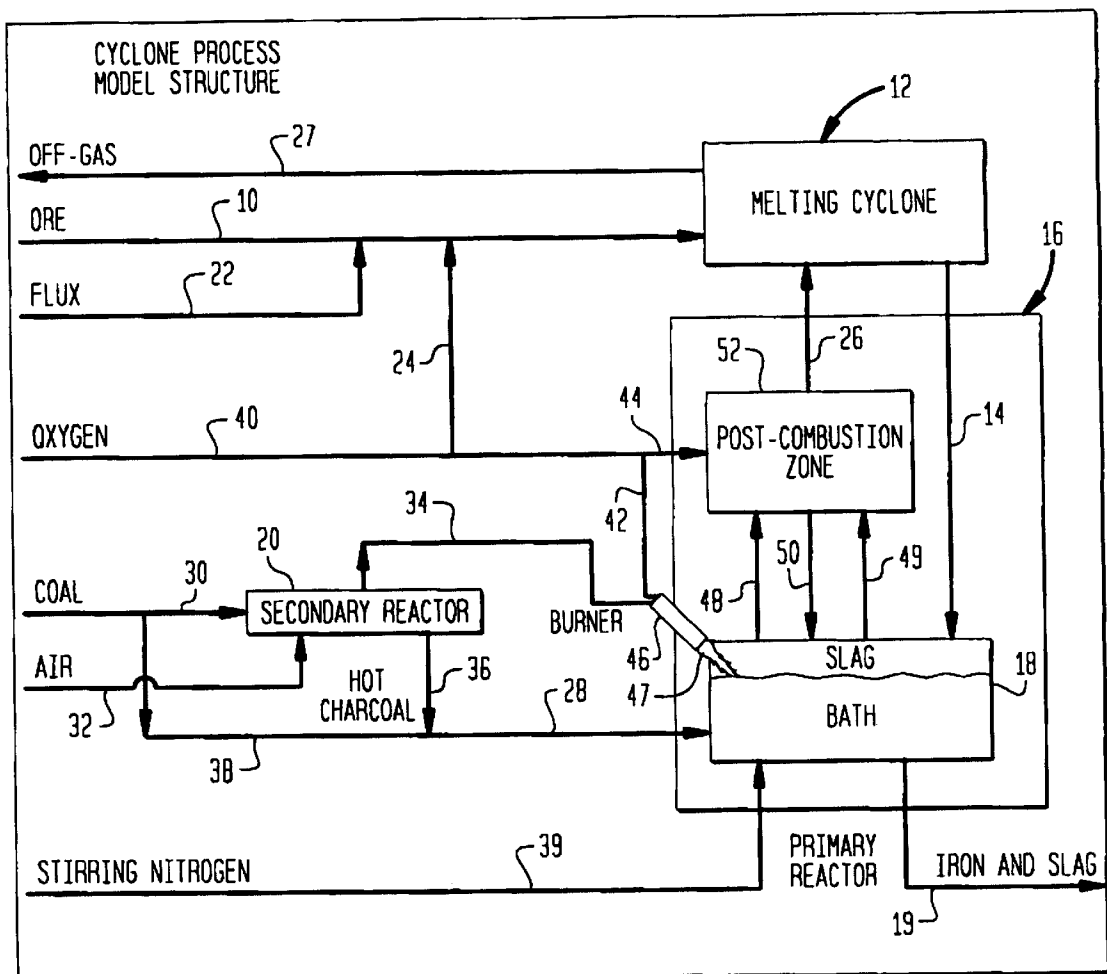 CYCLONE PROCESS
MODEL STRUCTURE
12
OFF-GAS
27
ORE
10
MELTING CYCLONE
16
FLUX
22
24
26
52
14
OXYGEN
40
44
POST-COMBUSTION
ZONE
42
34
20
COAL
30
SECONDARY REACTOR
BURNER
46
47
48
50
49
SLAG
18
AIR
32
HOT
CHARCOAL
36
28
BATH
38
STIRRING NITROGEN
39
PRIMARY
REACTOR
IRON AND SLAG
19